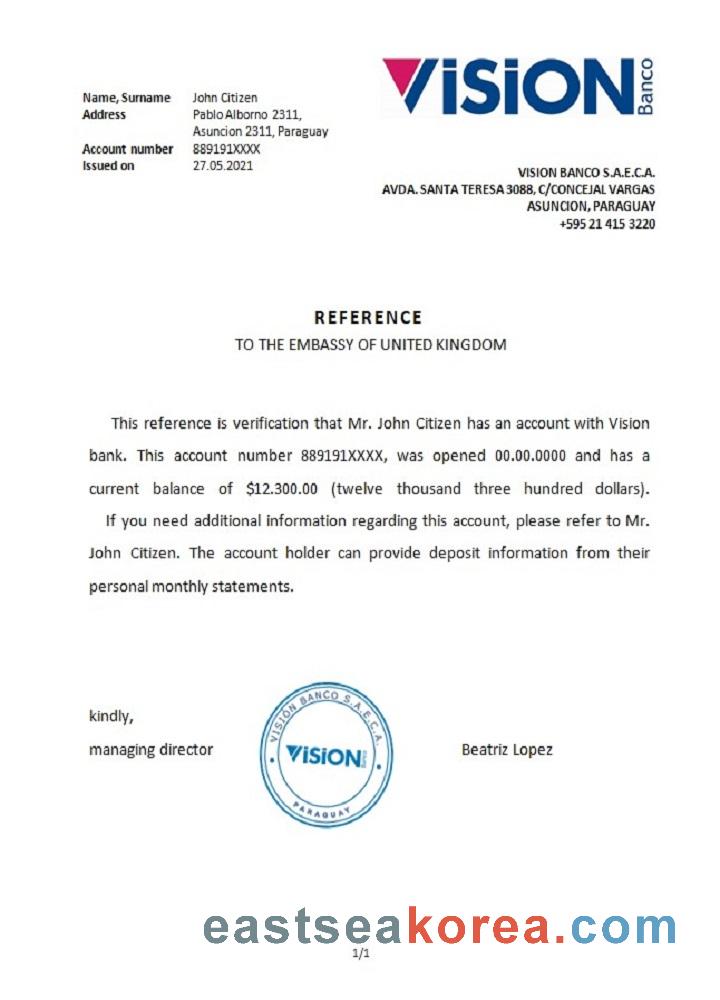 ViSiON Banco
Name, Surname John Citizen
Address Pablo Alborno 2311,
Asuncion 2311, Paraguay
Account number 889191XXXX
Issued on 27.05.2021
VISION BANCO S.A.E.C.A.
AVDA. SANTA TERESA 3088, C/CONCEJAL VARGAS
ASUNCION, PARAGUAY
+595 21 415 3220
REFERENCE
TO THE EMBASSY OF UNITED KINGDOM
This reference is verification that Mr. John Citizen has an account with Vision
bank. This account number 889191XXXX, was opened 00.00.0000 and has a
current balance of $12.300.00 (twelve thousand three hundred dollars).
If you need additional information regarding this account, please refer to Mr.
John Citizen. The account holder can provide deposit information from their
personal monthly statements.
kindly,
managing director
VISION BANCO S.A.E.C.A.
ViSiON Banco
PARAGUAY
Beatriz Lopez
eastseakorea.com
1/1